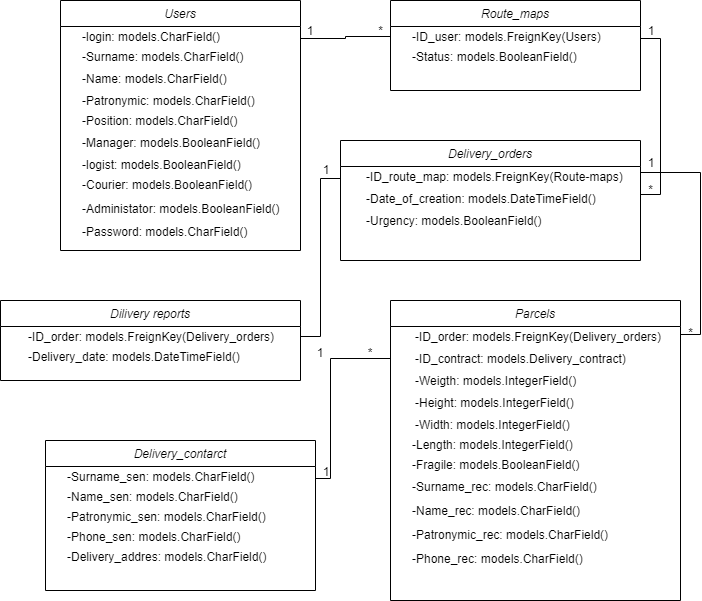 Users
-login: models.CharField()
-Surname: models.CharField()
-Name: models.CharField()
-Patronymic: models.CharField()
-Position: models.CharField()
-Manager: models.BooleanField()
-logist: models.BooleanField()
-Courier: models.BooleanField()
-Administator: models.BooleanField()
-Password: models.CharField()
1
*
Route_maps
-ID_user: models.FreignKey(Users)
-Status: models.BooleanField()
1
Delivery_orders
-ID_route_map: models.FreignKey(Route-maps)
-Date_of_creation: models.DateTimeField()
-Urgency: models.BooleanField()
1
1
*
Dilivery reports
-ID_order: models.FreignKey(Delivery_orders)
-Delivery_date: models.DateTimeField()
1
*
Parcels
-ID_order: models.FreignKey(Delivery_orders)
-ID_contract: models.Delivery_contract)
-Weigth: models.IntegerField()
-Height: models.IntegerField()
-Width: models.IntegerField()
-Length: models.IntegerField()
-Fragile: models.BooleanField()
-Surname_rec: models.CharField()
-Name_rec: models.CharField()
-Patronymic_rec: models.CharField()
-Phone_rec: models.CharField()
*
Delivery_contarct
-Surname_sen: models.CharField()
-Name_sen: models.CharField()
-Patronymic_sen: models.CharField()
-Phone_sen: models.CharField()
-Delivery_addres: models.CharField()
1